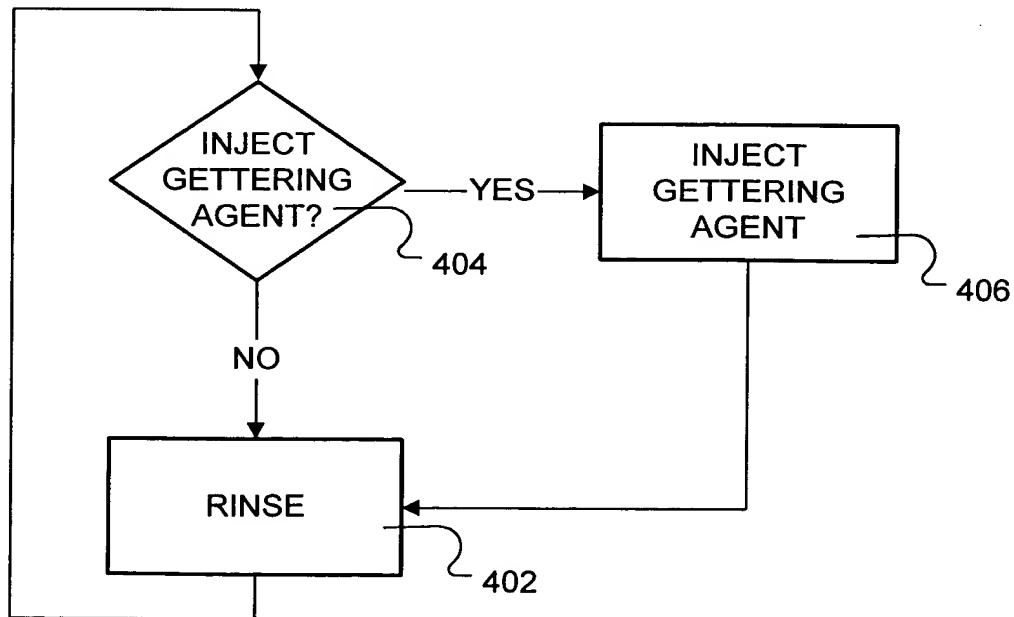 INJECT
GETTERING
AGENT?
404
YES
INJECT
GETTERING
AGENT
406
NO
RINSE
402